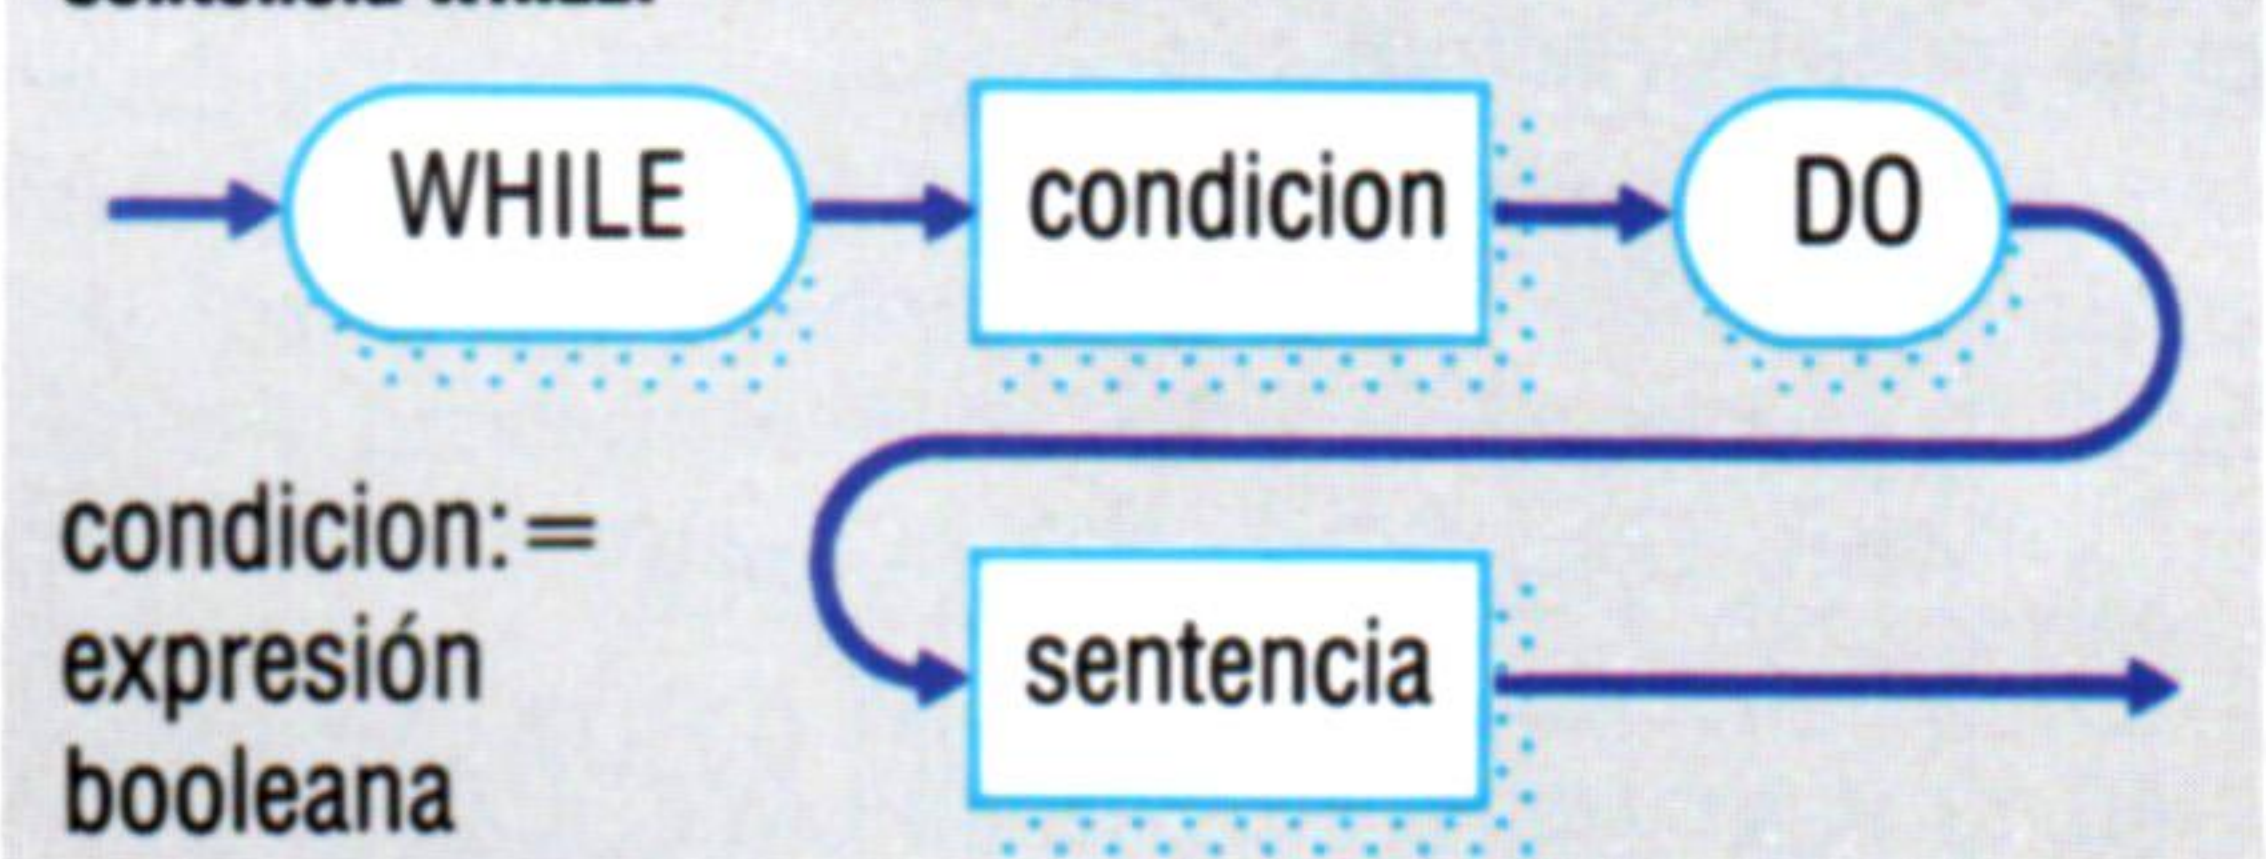 WHILE
condicion
DO
condicion:=
expresión
booleana
sentencia